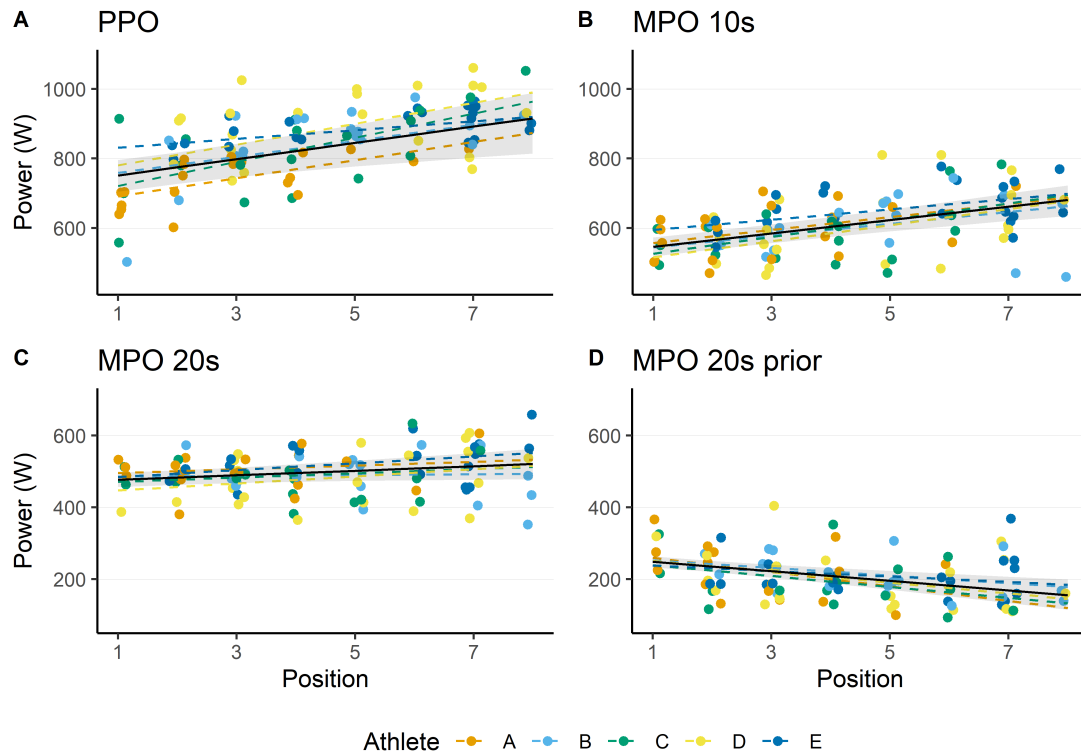 A PPO
B MPO 10s
Power (W)
1000
800
600
1 3 5 7
1000
800
600
1 3 5 7
C MPO 20s
D MPO 20s prior
Power (W)
600
400
200
1 3 5 7
Position
600
400
200
1 3 5 7
Position
Athlete A B C D E